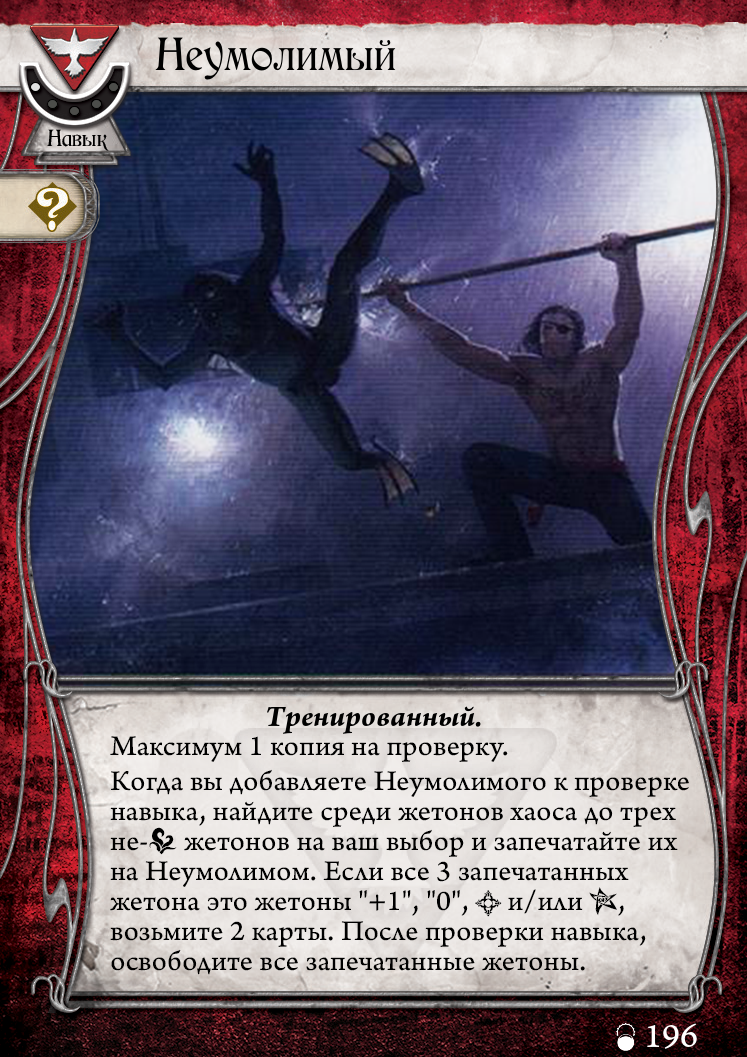 Неумолимый
Навык
?
Тренированный.
Максимум 1 копия на проверку.
Когда вы добавляете Неумолимого к проверке
навыка, найдите среди жетонов хаоса до трех
не- жетонов на ваш выбор и запечатайте их
на Неумолимом. Если все 3 запечатанных
жетона это жетоны "+1", "0", и/или ,
возьмите 2 карты. После проверки навыка,
освободите все запечатанные жетоны.
196